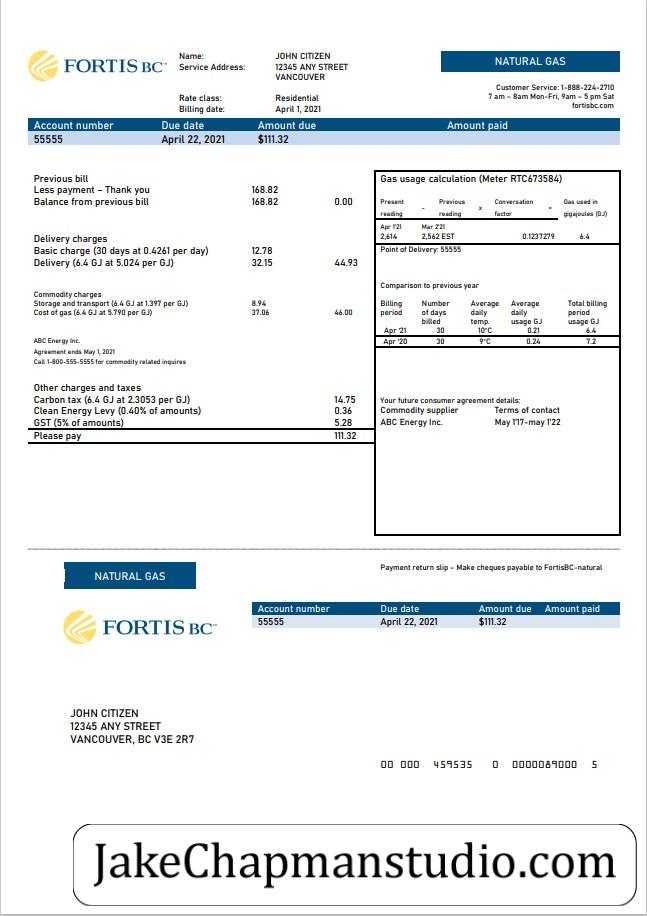 FORTIS BC™
Name: JOHN CITIZEN
Service Address: 12345 ANY STREET
VANCOUVER
Rate class: Residential
Billing date: April 1, 2021
NATURAL GAS
Customer Service: 1-888-224-2710
7 am – 8am Mon-Fri, 9am – 5 pm Sat
fortisbc.com
Account number Due date Amount due Amount paid
55555 April 22, 2021 $111.32
Previous bill
Less payment – Thank you 168.82
Balance from previous bill 168.82 0.00
Delivery charges
Basic charge (30 days at 0.4261 per day) 12.78
Delivery (6.4 GJ at 5.024 per GJ) 32.15 44.93
Commodity charges
Storage and transport (6.4 GJ at 1.397 per GJ) 8.94
Cost of gas (6.4 GJ at 5.790 per GJ) 37.06 46.00
ABC Energy Inc.
Agreement ends May 1, 2021
Call 1-800-555-5555 for commodity related inquires
Other charges and taxes
Carbon tax (6.4 GJ at 2.3053 per GJ) 14.75
Clean Energy Levy (0.40% of amounts) 0.36
GST (5% of amounts) 5.28
Please pay 111.32
Gas usage calculation (Meter RTC673584)
Present Previous Conversation Gas used in
reading – reading x factor = gigajoules (GJ)
Apr 1'21 Mar 2'21
2,614 2,562 EST 0.1237279 6.4
Point of Delivery: 55555
Comparison to previous year
Billing Number Average Average Total billing
period of days daily daily period
billed temp. usage GJ usage GJ
Apr '21 30 10°C 0.21 6.4
Apr '20 30 9°C 0.24 7.2
Your future consumer agreement details:
Commodity supplier Terms of contact
ABC Energy Inc. May 1'17-may 1'22
NATURAL GAS
Payment return slip – Make cheques payable to FortisBC-natural
FORTIS BC™
Account number Due date Amount due Amount paid
55555 April 22, 2021 $111.32
JOHN CITIZEN
12345 ANY STREET
VANCOUVER, BC V3E 2R7
00 000 459535 0 0000089000 5
JakeChapmanstudio.com